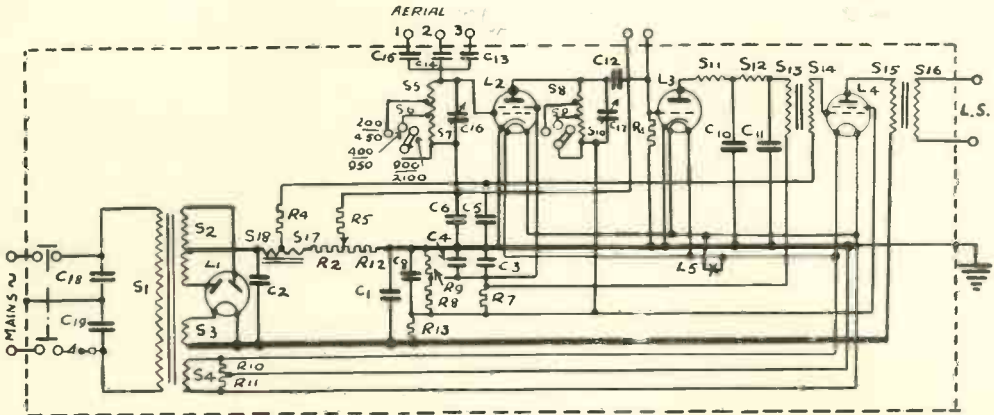 AERIAL
1 2 3
C15 C14 C13
S5
S6
S7
C16
200
450
400
950
900
2100
L2
C12
S8
S9
S10
C17
R1
L3
S11 S12 S13 S14
C10 C11
L4
S15 S16
L.S.
MAINS ~
C18
C19
S1
S2
L1
S3
S4
R10
R11
S18
C2
R4
S17
R2
R5
R12
C6 C5
C4
C9
C3
C1
R9
R8
R7
R13
L5